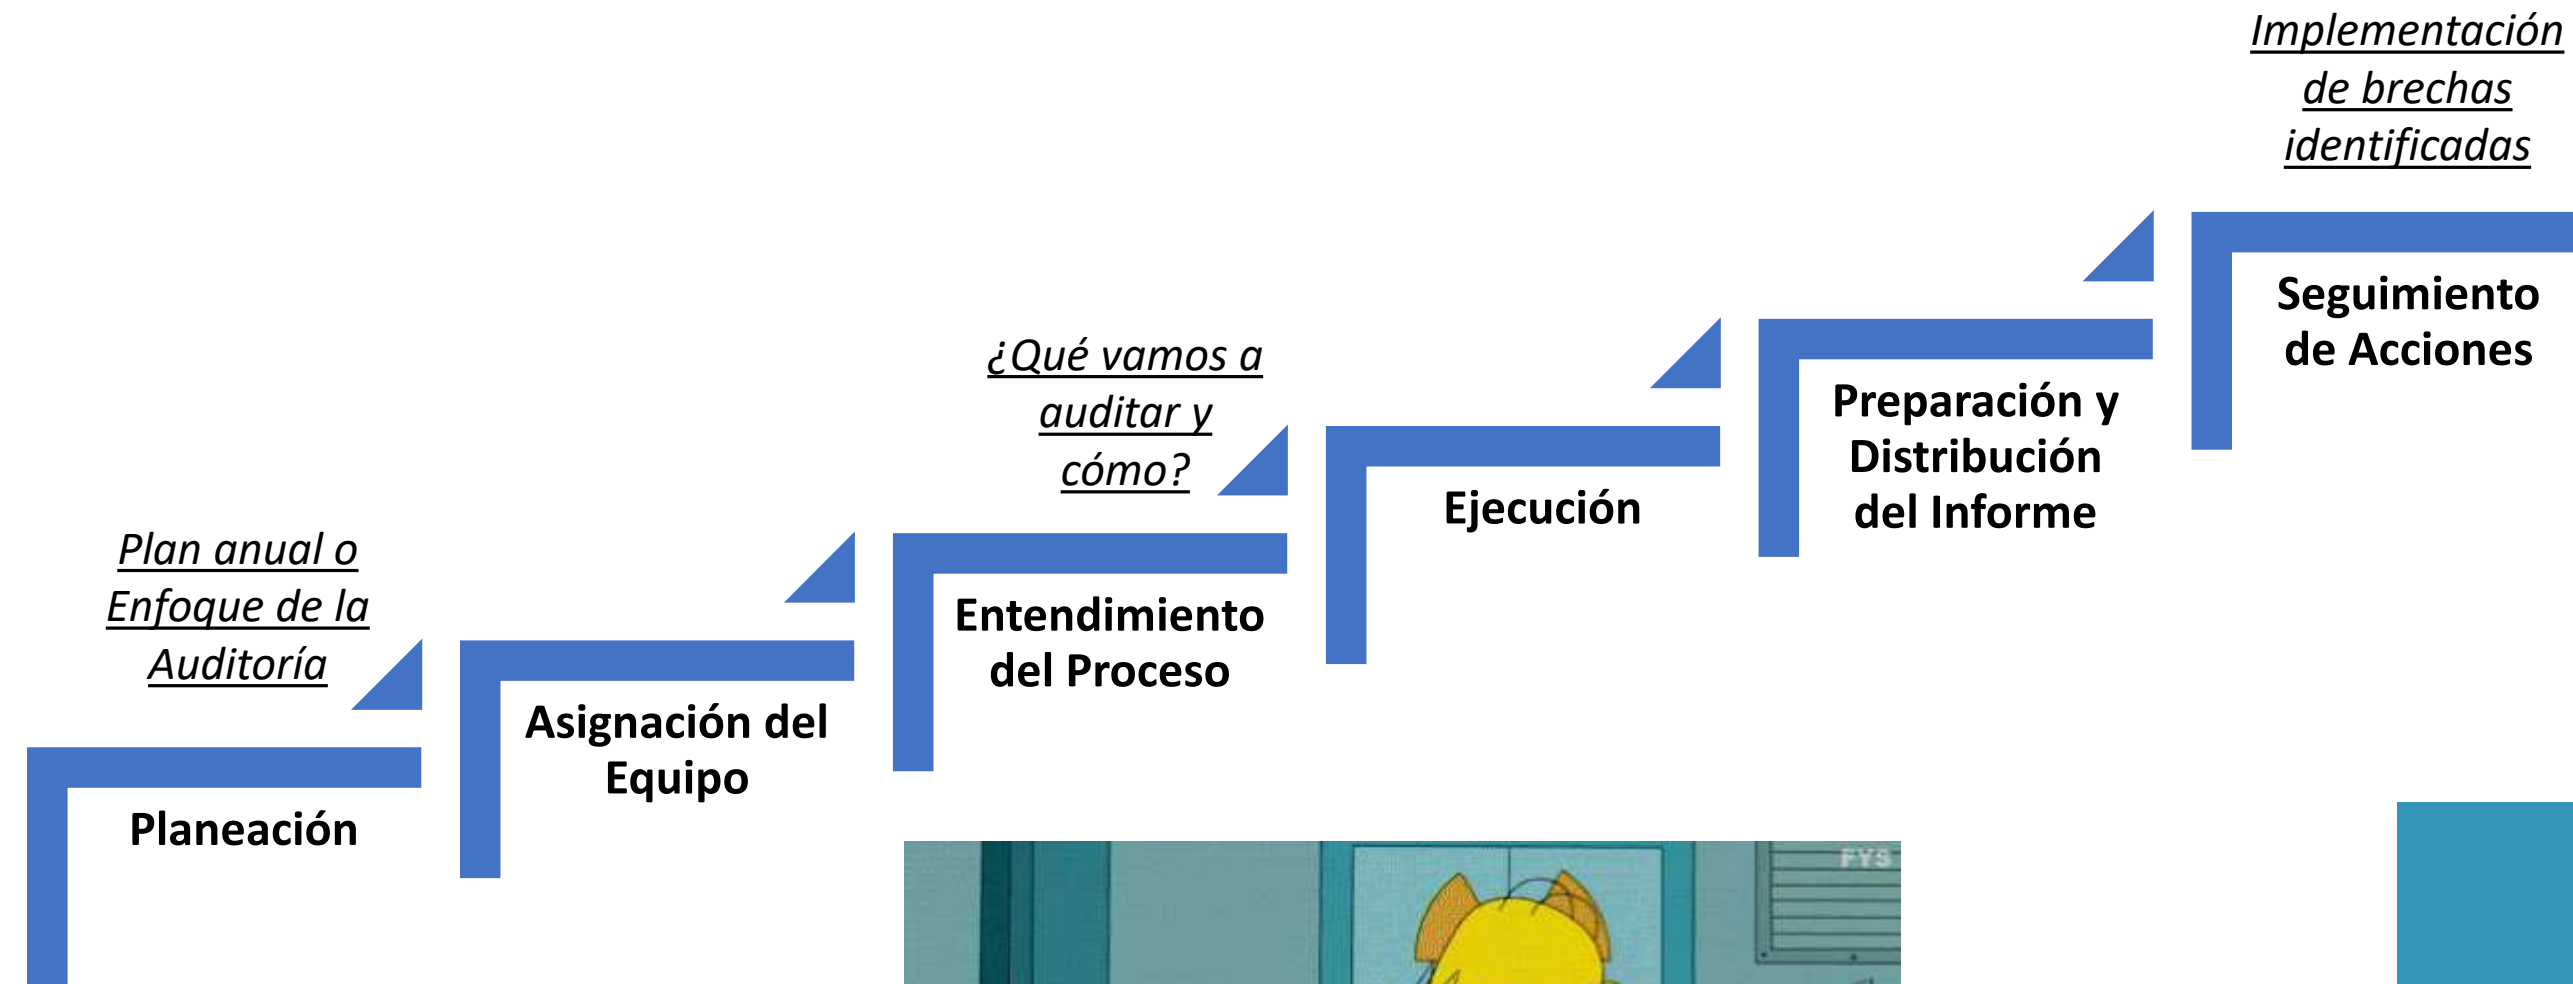 Plan anual o
Enfoque de la
Auditoría
Planeación
Asignación del
Equipo
¿Qué vamos a
auditar y
cómo?
Entendimiento
del Proceso
Ejecución
Preparación y
Distribución
del Informe
Implementación
de brechas
identificadas
Seguimiento
de Acciones
FYS